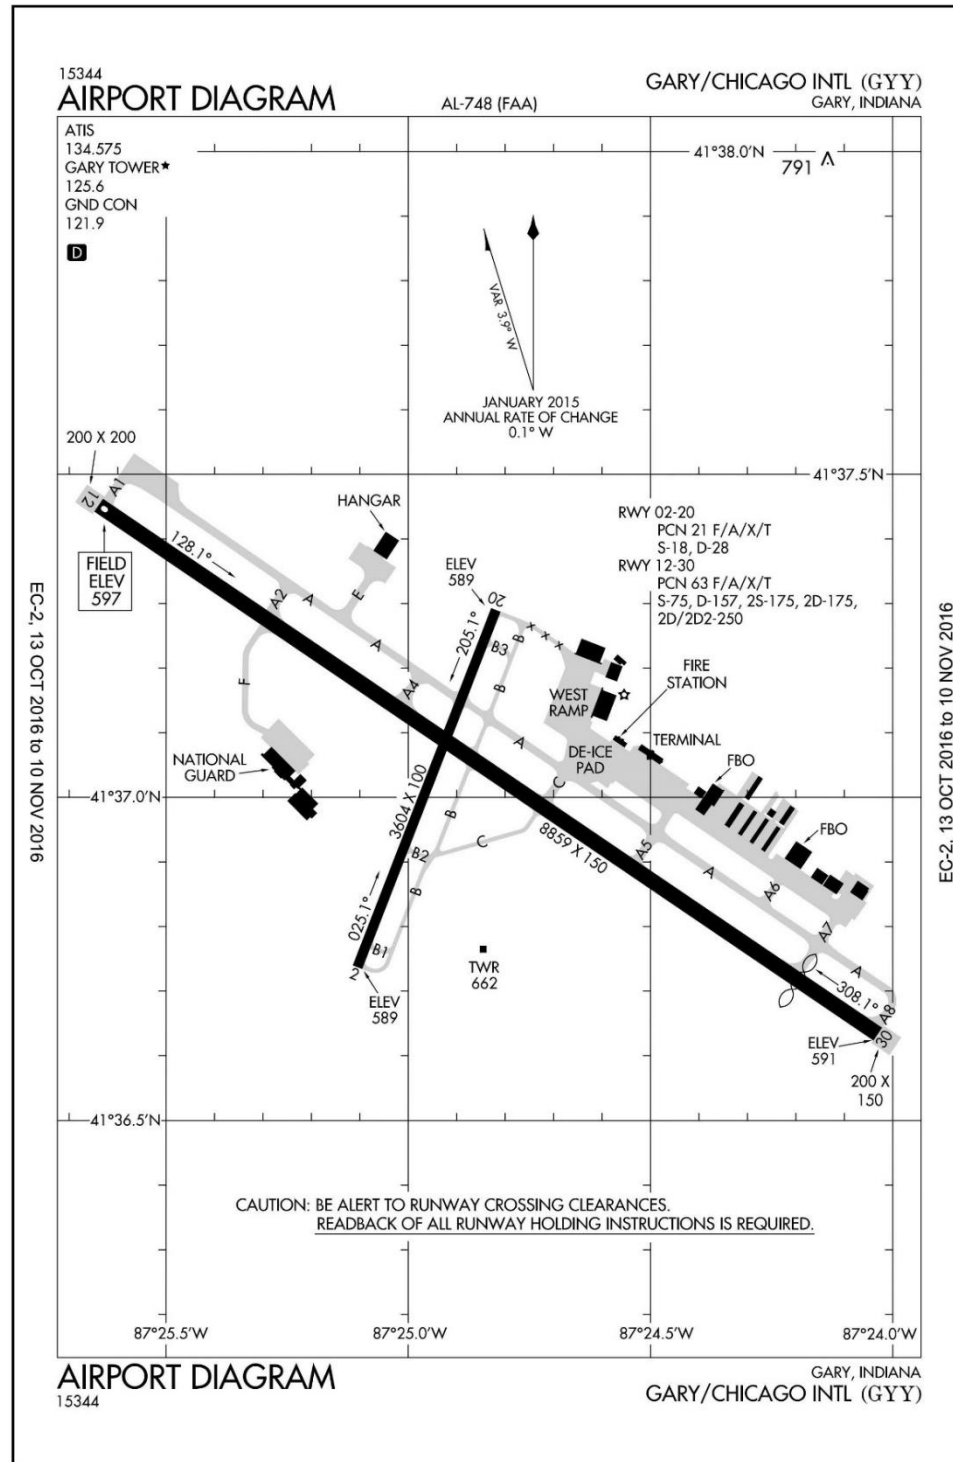 15344
AIRPORT DIAGRAM
AL-748 (FAA)
GARY/CHICAGO INTL (GYY)
GARY, INDIANA
ATIS
134.575
GARY TOWER★
125.6
GND CON
121.9
D
41°38.0'N
791
VAR 3.9° W
JANUARY 2015
ANNUAL RATE OF CHANGE
0.1° W
200 X 200
41°37.5'N
12
A1
HANGAR
RWY 02-20
PCN 21 F/A/X/T
S-18, D-28
RWY 12-30
PCN 63 F/A/X/T
S-75, D-157, 2S-175, 2D-175,
2D/2D2-250
128.1°
FIELD
ELEV
597
ELEV
589
20
A2
A
E
A
205.1°
B3
B
X X X
B
F
A4
WEST
RAMP
FIRE
STATION
NATIONAL
GUARD
A
DE-ICE
PAD
TERMINAL
FBO
C
41°37.0'N
3604 X 100
B
C
8859 X 150
A5
A
FBO
B2
B
A6
025.1°
A7
B1
2
TWR
662
A
308.1°
ELEV
589
A8
30
ELEV
591
200 X
150
41°36.5'N
CAUTION: BE ALERT TO RUNWAY CROSSING CLEARANCES.
READBACK OF ALL RUNWAY HOLDING INSTRUCTIONS IS REQUIRED.
87°25.5'W
87°25.0'W
87°24.5'W
87°24.0'W
AIRPORT DIAGRAM
15344
GARY, INDIANA
GARY/CHICAGO INTL (GYY)
EC-2, 13 OCT 2016 to 10 NOV 2016
EC-2, 13 OCT 2016 to 10 NOV 2016